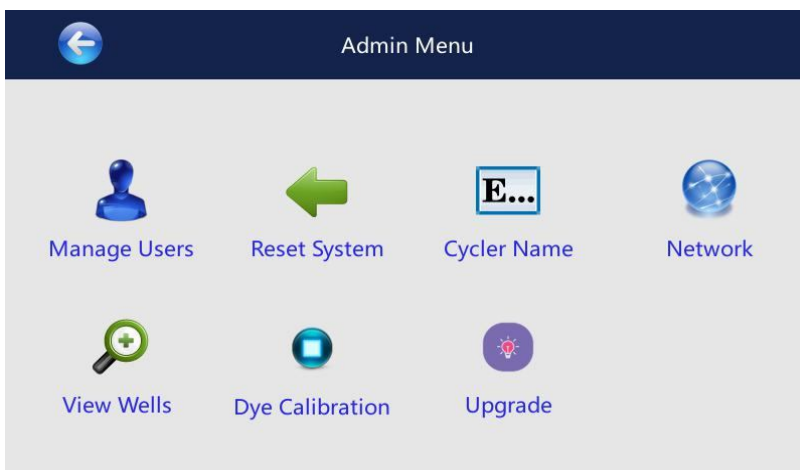 Admin Menu
E...
Manage Users
Reset System
Cycler Name
Network
View Wells
Dye Calibration
Upgrade